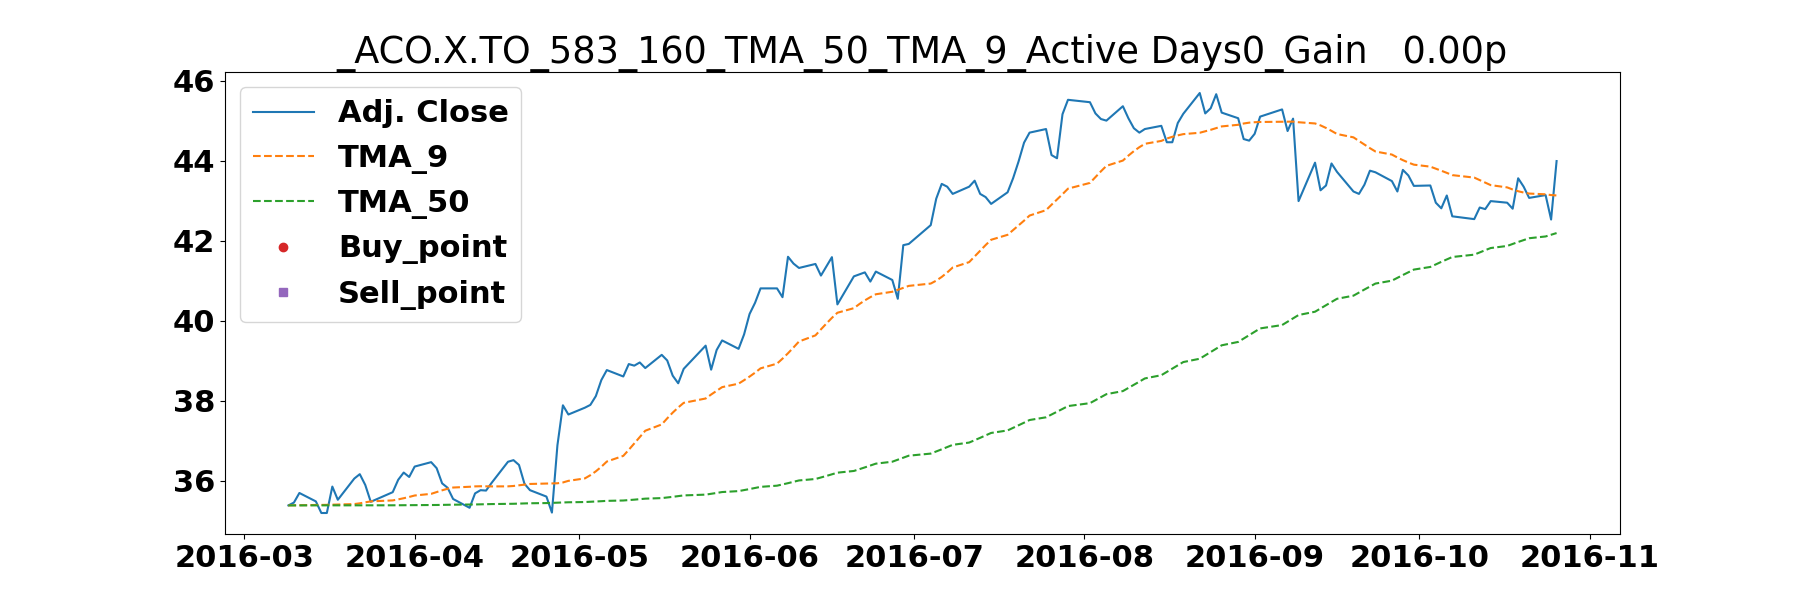 _ACO.X.TO_583_160_TMA_50_TMA_9_Active Days0_Gain   0.00p
46
44
42
40
38
36
Adj. Close
TMA_9
TMA_50
Buy_point
Sell_point
2016-03 2016-04 2016-05 2016-06 2016-07 2016-08 2016-09 2016-10 2016-11